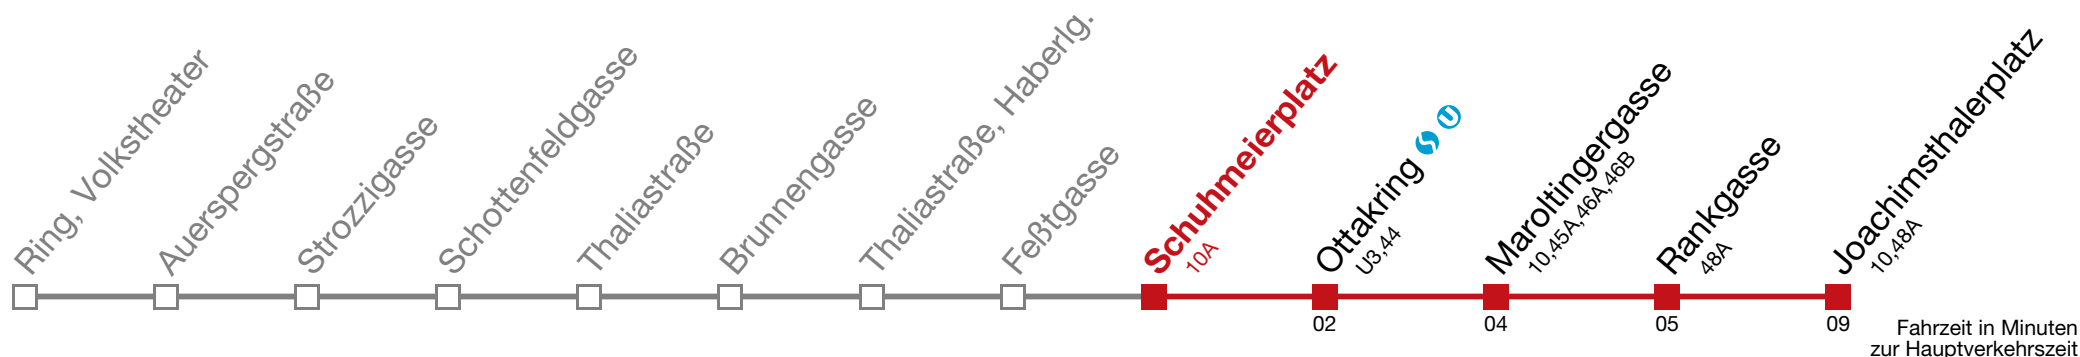 Ring, Volkstheater
Auerspergstraße
Strozzigasse
Schottenfeldgasse
Thaliastraße
Brunnengasse
Thaliastraße, Haberlg.
Feßtgasse
Schuhmeierplatz
10A
Ottakring
U3,44
Maroltingergasse
10,45A,46A,46B
Rankgasse
48A
Joachimsthalerplatz
10,48A
02
04
05
09
Fahrzeit in Minuten
zur Hauptverkehrszeit